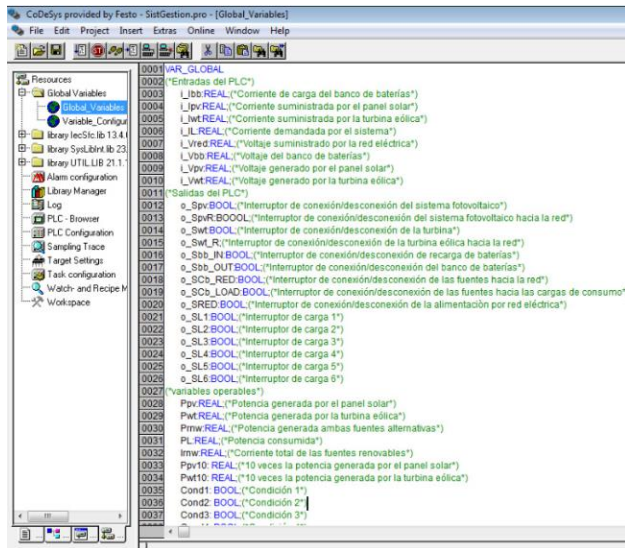 CoDeSys provided by Festo - SistGestion.pro - [Global_Variables]
File Edit Project Insert Extras Online Window Help
Resources
Global Variables
Global_Variables
Variable_Configur
library Iecsfc.lib 13.4.
library SysLibInt.lib 23.
library UTIL.LIB 21.1.
Alarm configuration
Library Manager
Log
PLC - Browser
PLC Configuration
Sampling Trace
Target Settings
Task configuration
Watch- and Recipe M
Workspace
0001 VAR_GLOBAL
0002 (*Entradas del PLC*)
0003 i_Ibb:REAL;(*Corriente de carga del banco de baterías*)
0004 i_Ipv:REAL;(*Corriente suministrada por el panel solar*)
0005 i_Iwt:REAL;(*Corriente suministrada por la turbina eólica*)
0006 i_IL:REAL;(*Corriente demandada por el sistema*)
0007 i_Vred:REAL;(*Voltaje suministrado por la red eléctrica*)
0008 i_Vbb:REAL;(*Voltaje del banco de baterías*)
0009 i_Vpv:REAL;(*Voltaje generado por el panel solar*)
0010 i_Vwt:REAL;(*Voltaje generado por la turbina eólica*)
0011 (*Salidas del PLC*)
0012 o_Spv:BOOL;(*Interruptor de conexión/desconexión del sistema fotovoltaico*)
0013 o_SpvR:BOOOL;(*Interruptor de conexión/desconexión del sistema fotovoltaico hacia la red*)
0014 o_Swt:BOOL;(*Interruptor de conexión/desconexión de la turbina*)
0015 o_Swt_R;(*Interruptor de conexión/desconexión de la turbina eólica hacia la red*)
0016 o_Sbb_IN:BOOL;(*Interruptor de conexión/desconexión de recarga de baterías*)
0017 o_Sbb_OUT:BOOL;(*Interruptor de conexión/desconexión del banco de baterías*)
0018 o_SCb_RED:BOOL;(*Interruptor de conexión/desconexión de las fuentes hacia la red*)
0019 o_SCb_LOAD:BOOL;(*Interruptor de conexión/desconexión de las fuentes hacia las cargas de consumo*)
0020 o_SRED:BOOL;(*Interruptor de conexión/desconexión de la alimentaciòn por red eléctrica*)
0021 o_SL1:BOOL;(*Interruptor de carga 1*)
0022 o_SL2:BOOL;(*Interruptor de carga 2*)
0023 o_SL3:BOOL;(*Interruptor de carga 3*)
0024 o_SL4:BOOL;(*Interruptor de carga 4*)
0025 o_SL5:BOOL;(*Interruptor de carga 5*)
0026 o_SL6:BOOL;(*Interruptor de carga 6*)
0027 (*variables operables*)
0028 Ppv:REAL;(*Potencia generada por el panel solar*)
0029 Pwt:REAL;(*Potencia generada por la turbina eólica*)
0030 Prnw:REAL;(*Potencia generada ambas fuentes alternativas*)
0031 PL:REAL;(*Potencia consumida*)
0032 Irnw:REAL;(*Corriente total de las fuentes renovables*)
0033 Ppv10: REAL;(*10 veces la potencia generada por el panel solar*)
0034 Pwt10: REAL;(*10 veces la potencia generada por la turbina eólica*)
0035 Cond1: BOOL;(*Condición 1*)
0036 Cond2: BOOL;(*Condición 2*)
0037 Cond3: BOOL;(*Condición 3*)